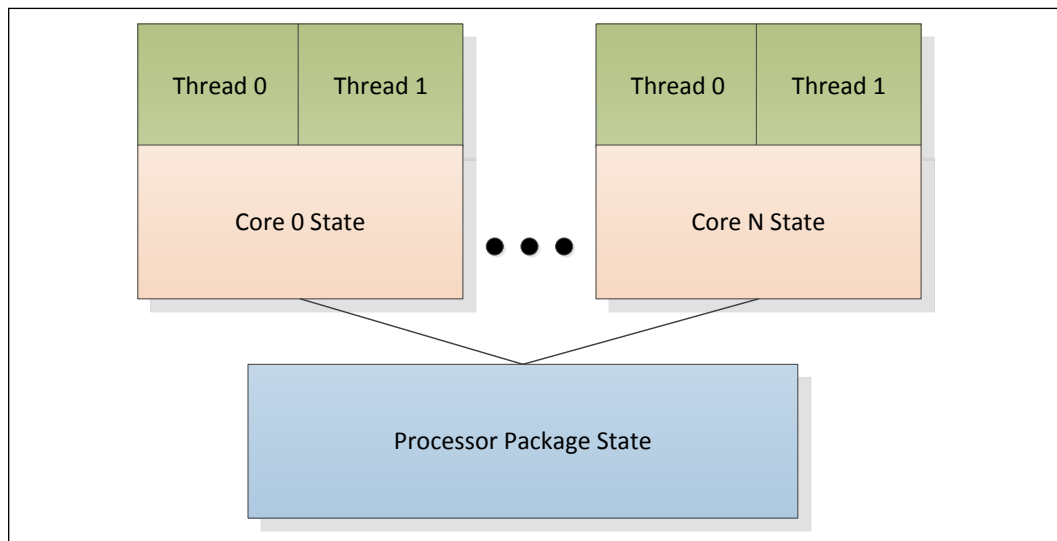 Thread 0
Thread 1
Thread 0
Thread 1
Core 0 State
Core N State
Processor Package State